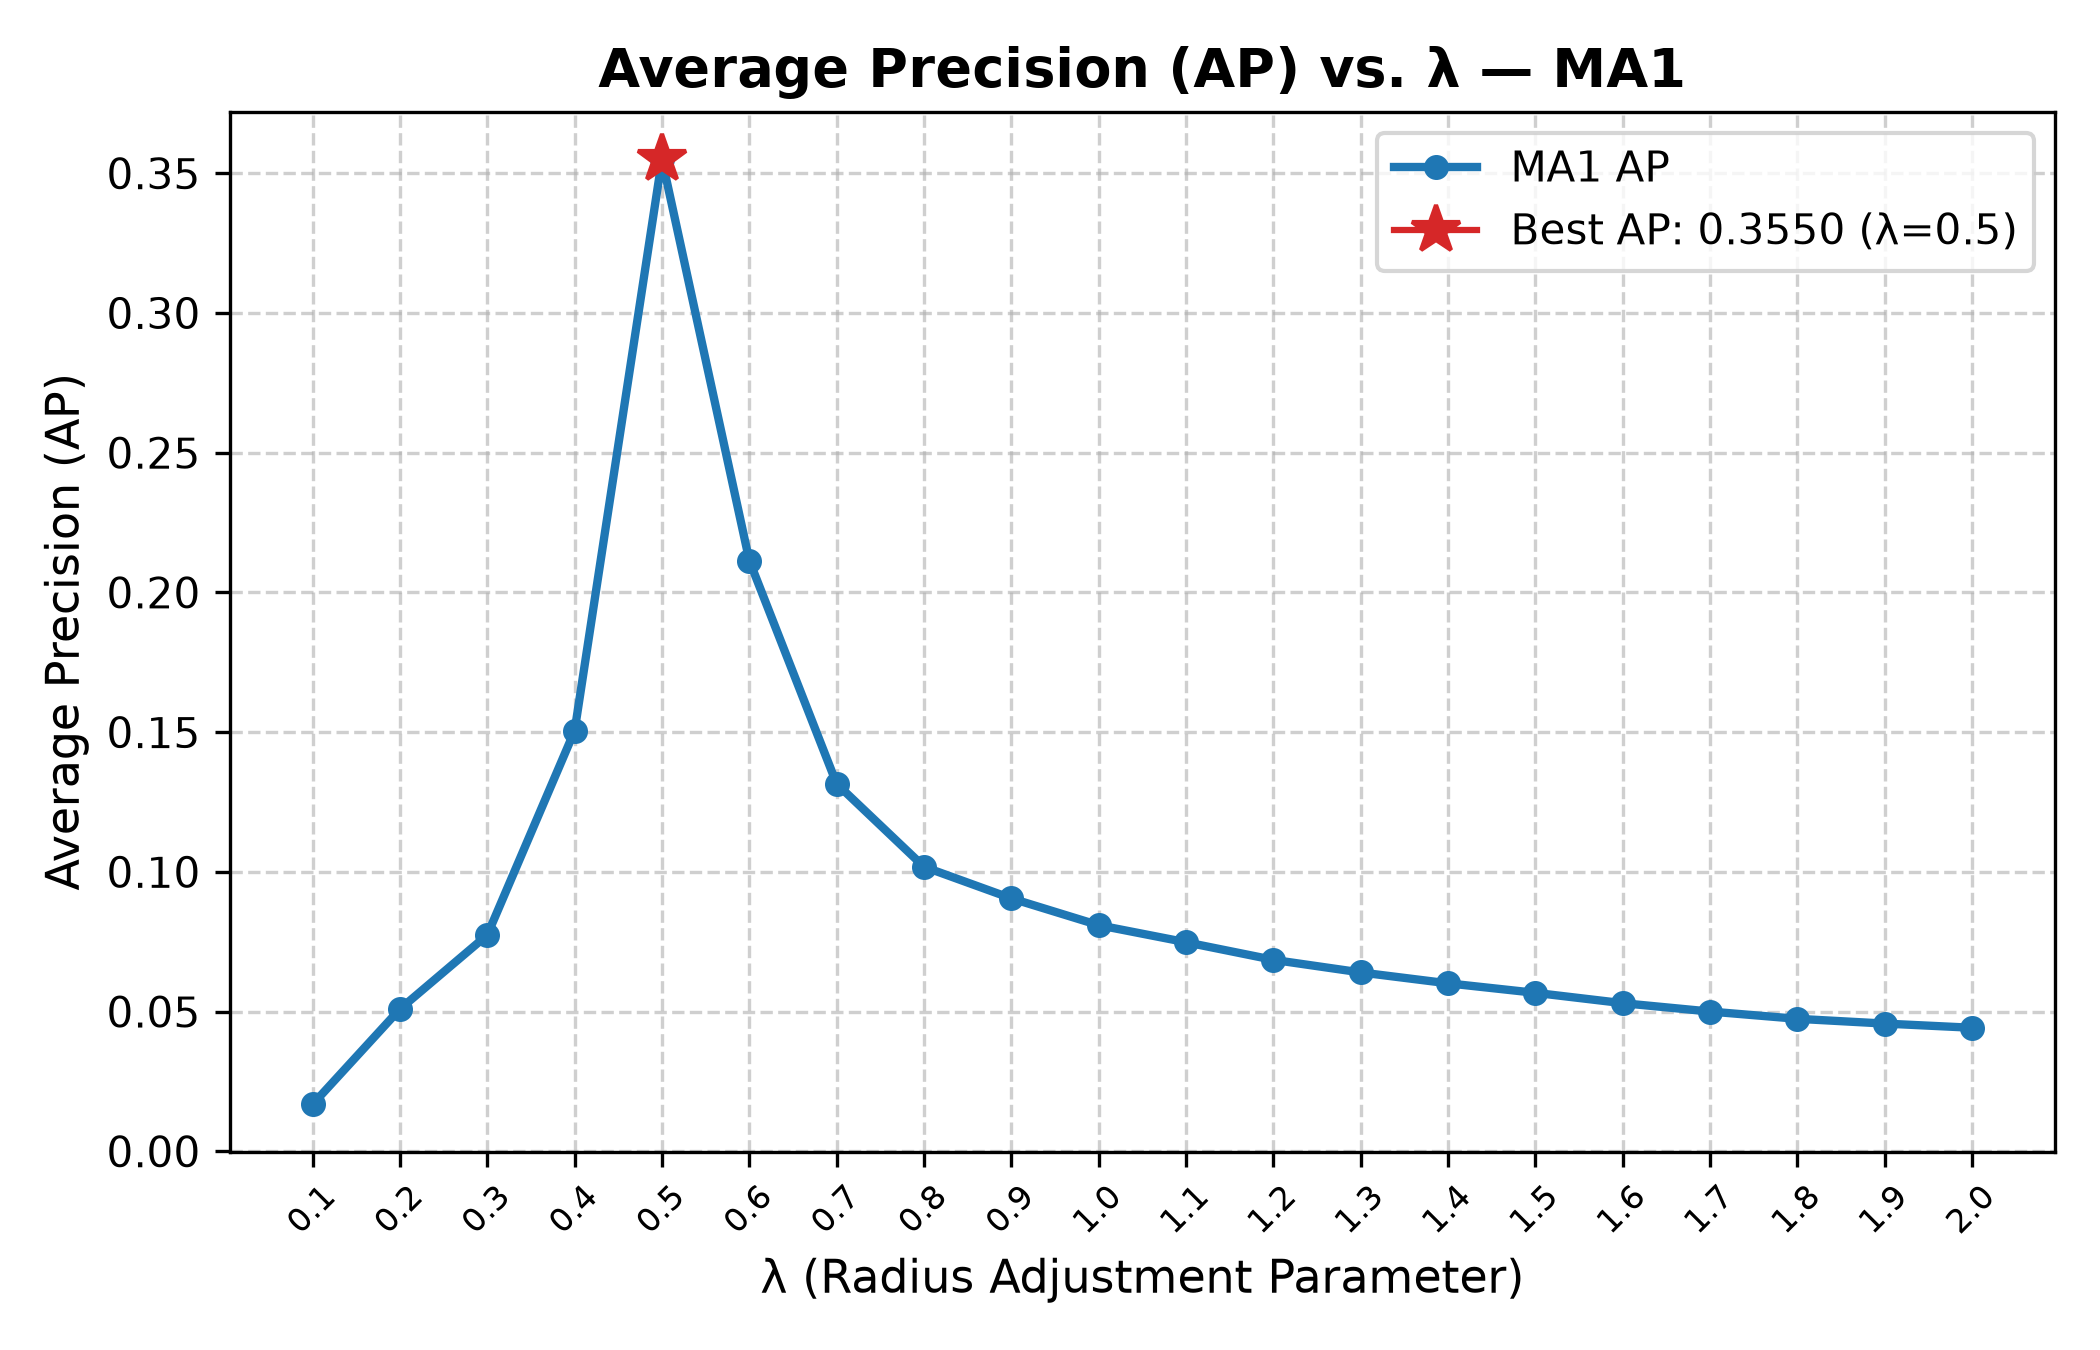 Average Precision (AP) vs. λ — MA1
MA1 AP
Best AP: 0.3550 (λ=0.5)
Average Precision (AP)
0.35
0.30
0.25
0.20
0.15
0.10
0.05
0.00
0.1 0.2 0.3 0.4 0.5 0.6 0.7 0.8 0.9 1.0 1.1 1.2 1.3 1.4 1.5 1.6 1.7 1.8 1.9 2.0
λ (Radius Adjustment Parameter)